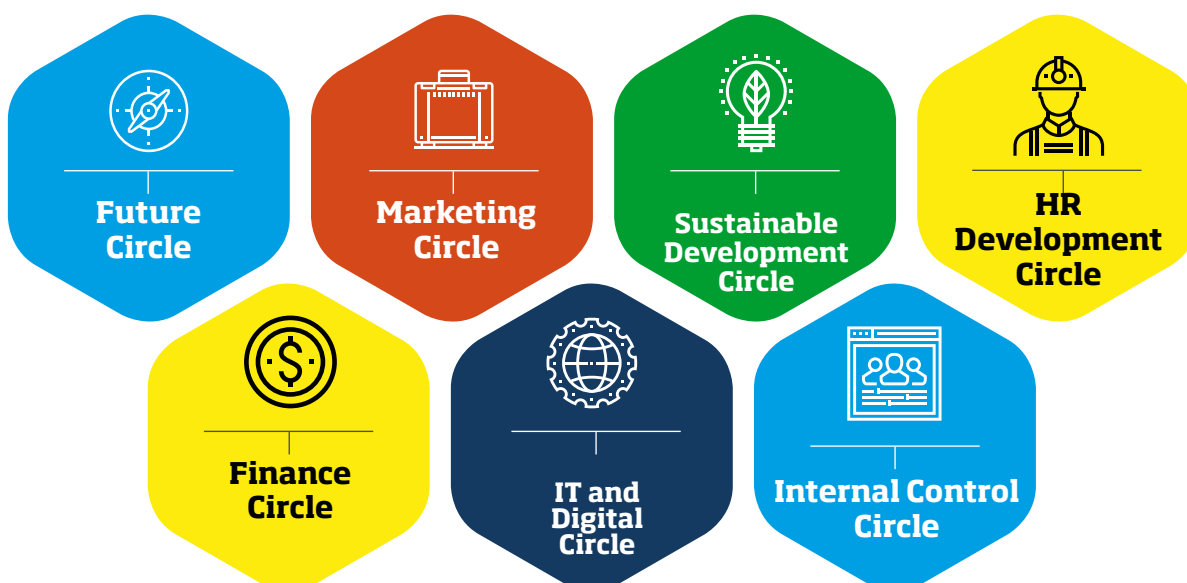 Future
Circle
Marketing
Circle
Sustainable
Development
Circle
HR
Development
Circle
Finance
Circle
IT and
Digital
Circle
Internal Control
Circle